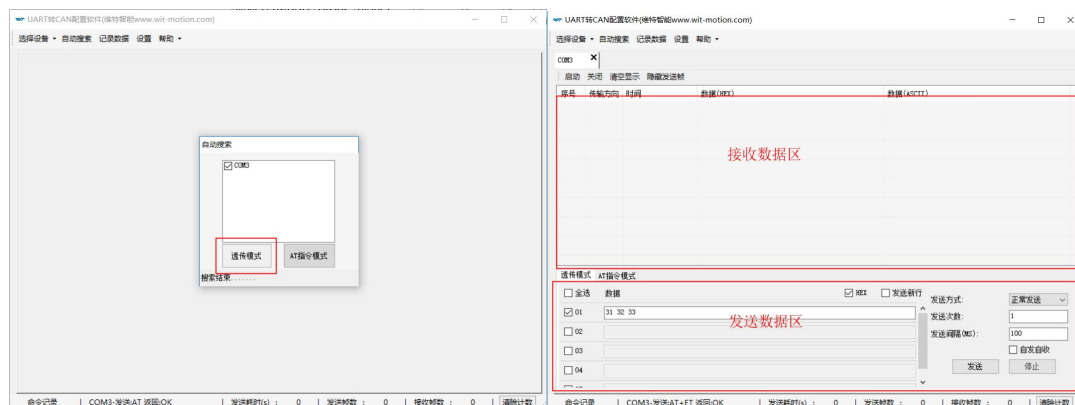 UART转CAN配置软件(维特智能www.wit-motion.com)
选择设备 自动搜索 记录数据 设置 帮助
自动搜索
COM3
透传模式 AT指令模式
搜索结果.......
命令记录 | COM3-发送:AT 返回:OK | 发送耗时(s) : 0 | 发送帧数 : 0 | 接收帧数 : 0 | 清除计数
UART转CAN配置软件(维特智能www.wit-motion.com)
选择设备 自动搜索 记录数据 设置 帮助
COM3
启动 关闭 清空显示 隐藏发送帧
序号 传输方向 时间 数据(HEX) 数据(ASCII)
接收数据区
透传模式 AT指令模式
全选 数据 HEX 发送新行
01 31 32 33
02
03
04
发送数据区
发送方式: 正常发送
发送次数: 1
发送间隔(MS): 100
自发自收
发送 停止
命令记录 | COM3-发送:AT+ET 返回:OK | 发送耗时(s) : 0 | 发送帧数 : 0 | 接收帧数 : 0 | 清除计数